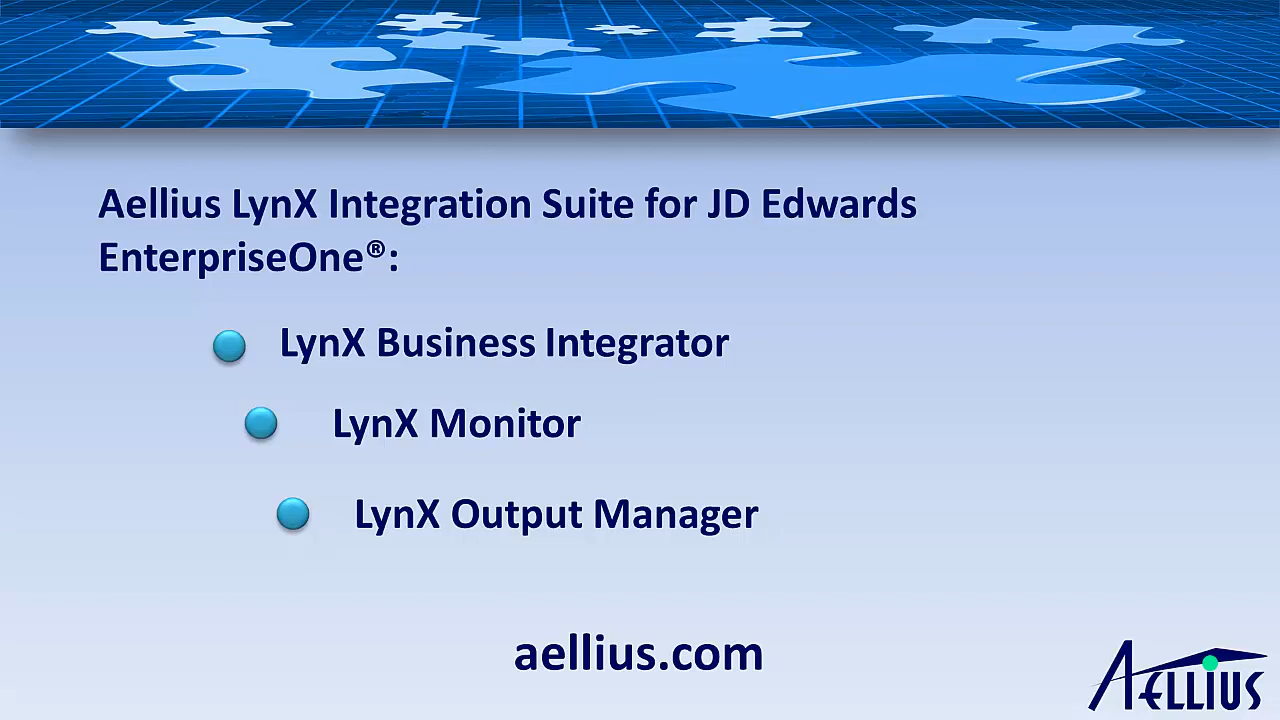 Aellius LynX Integration Suite for JD Edwards
EnterpriseOne®:
LynX Business Integrator
LynX Monitor
LynX Output Manager
aellius.com
AELLIUS